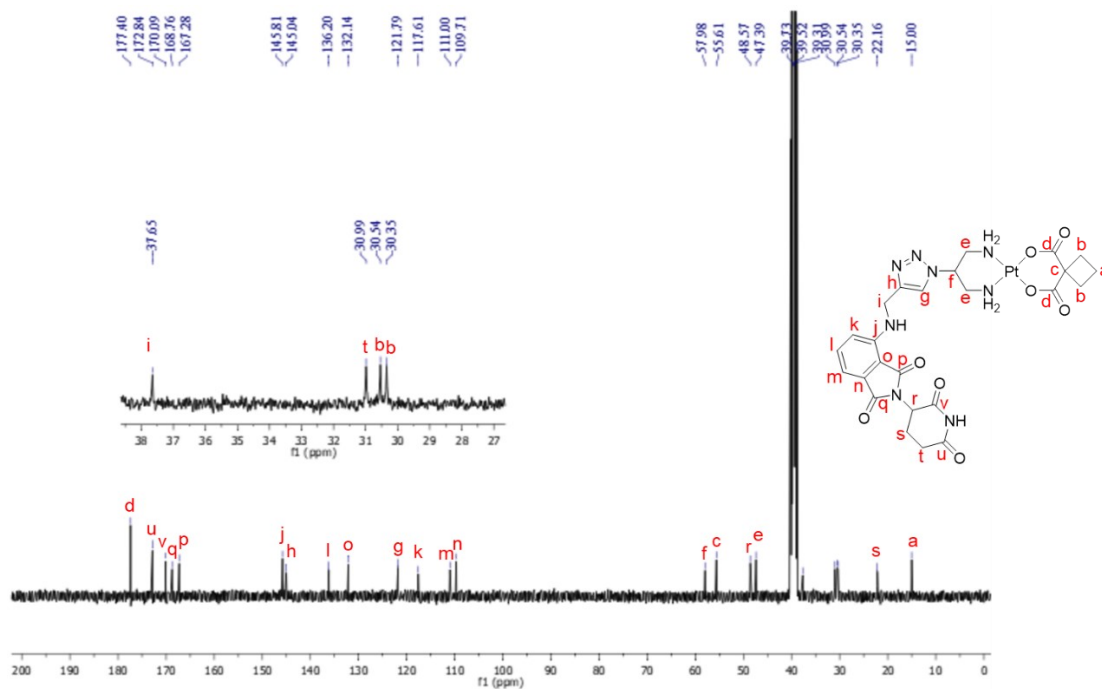 177.40
172.84
170.09
168.76
167.28
145.81
145.04
136.20
132.14
121.79
117.61
111.00
109.71
57.98
55.61
48.57
47.39
39.73
39.52
39.31
30.99
30.54
30.35
22.16
15.00
37.65
30.99
30.54
30.35
i
t
b
b
38 37 36 35 34 33 32 31 30 29 28 27
f1 (ppm)
NH2
NH2
Pt
O
O
O
O
d
d
b
b
c
a
e
e
f
N
N
N
h
g
i
NH
j
k
l
m
n
o
p
O
q
O
N
r
s
t
u
v
O
O
NH
d
u
v
q
p
j
h
l
o
g
k
m
n
f
c
r
e
s
a
200 190 180 170 160 150 140 130 120 110 100 90 80 70 60 50 40 30 20 10 0
f1 (ppm)